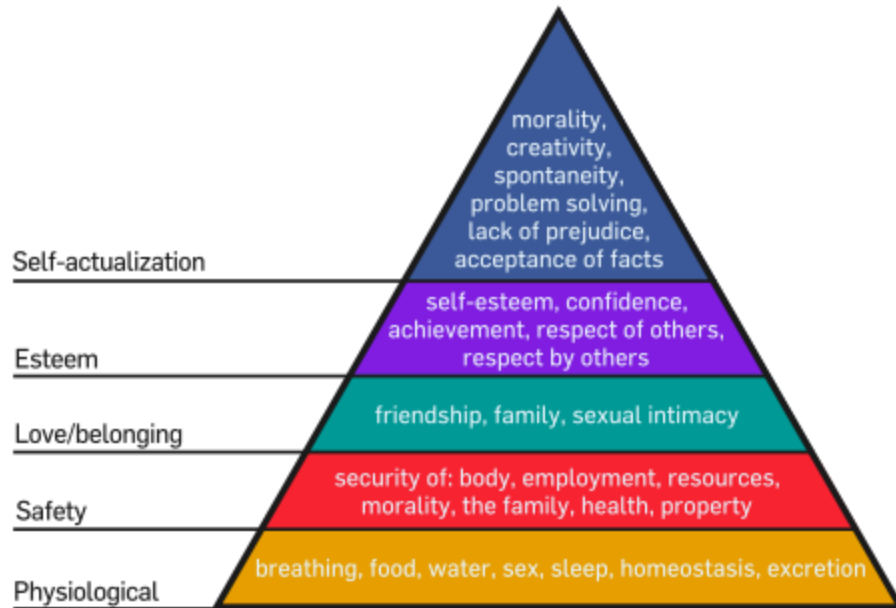 morality,
creativity,
spontaneity,
problem solving,
lack of prejudice,
acceptance of facts
Self-actualization
self-esteem, confidence,
achievement, respect of others,
respect by others
Esteem
friendship, family, sexual intimacy
Love/belonging
security of: body, employment, resources,
morality, the family, health, property
Safety
breathing, food, water, sex, sleep, homeostasis, excretion
Physiological